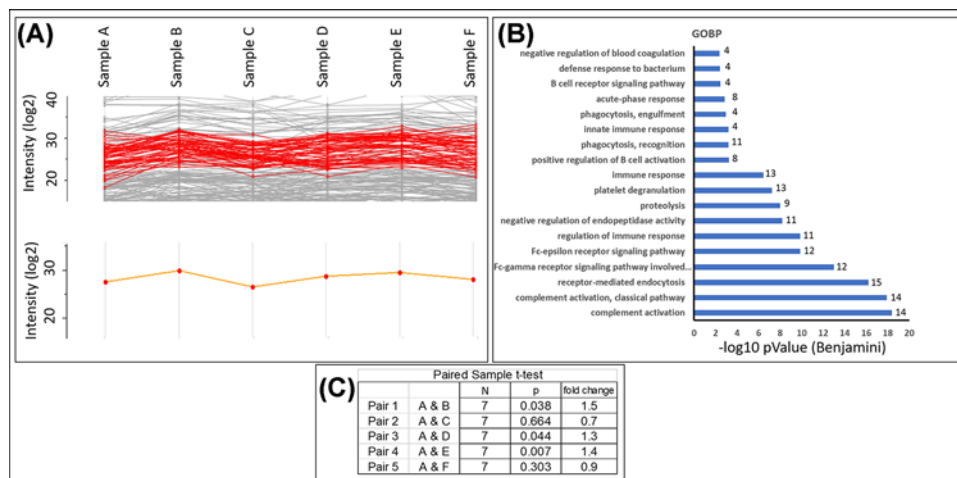 (A)
Sample A
Sample B
Sample C
Sample D
Sample E
Sample F
Intensity (log2)
40
30
20
Intensity (log2)
30
20
(B)
GOBP
negative regulation of blood coagulation 4
defense response to bacterium 4
B cell receptor signaling pathway 4
acute-phase response 8
phagocytosis, engulfment 4
innate immune response 4
phagocytosis, recognition 11
positive regulation of B cell activation 8
immune response 13
platelet degranulation 13
proteolysis 9
negative regulation of endopeptidase activity 11
regulation of immune response 11
Fc-epsilon receptor signaling pathway 12
Fc-gamma receptor signaling pathway involved... 12
receptor-mediated endocytosis 15
complement activation, classical pathway 14
complement activation 14
0 2 4 6 8 10 12 14 16 18 20
-log10 pValue (Benjamini)
(C)
Paired Sample t-test
N p fold change
Pair 1 A & B 7 0.038 1.5
Pair 2 A & C 7 0.664 0.7
Pair 3 A & D 7 0.044 1.3
Pair 4 A & E 7 0.007 1.4
Pair 5 A & F 7 0.303 0.9